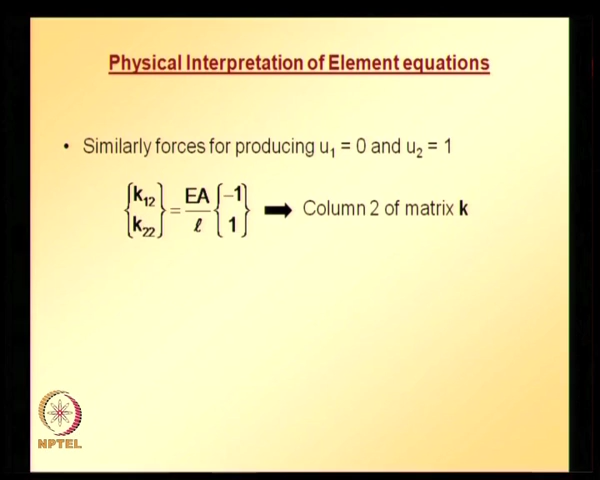 Physical Interpretation of Element equations
• Similarly forces for producing u₁ = 0 and u₂ = 1
{k₁₂ k₂₂} = EA/ℓ {−1 1} ➡ Column 2 of matrix k
NPTEL